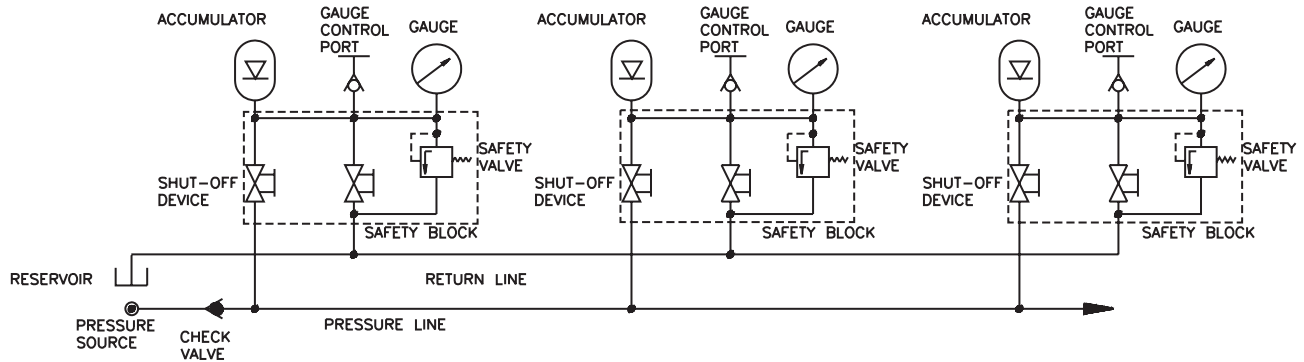 ACCUMULATOR
GAUGE
CONTROL
PORT
GAUGE
ACCUMULATOR
GAUGE
CONTROL
PORT
GAUGE
ACCUMULATOR
GAUGE
CONTROL
PORT
GAUGE
SHUT-OFF
DEVICE
SAFETY
VALVE
SAFETY BLOCK
SHUT-OFF
DEVICE
SAFETY
VALVE
SAFETY BLOCK
SHUT-OFF
DEVICE
SAFETY
VALVE
SAFETY BLOCK
RESERVOIR
RETURN LINE
PRESSURE
SOURCE
CHECK
VALVE
PRESSURE LINE